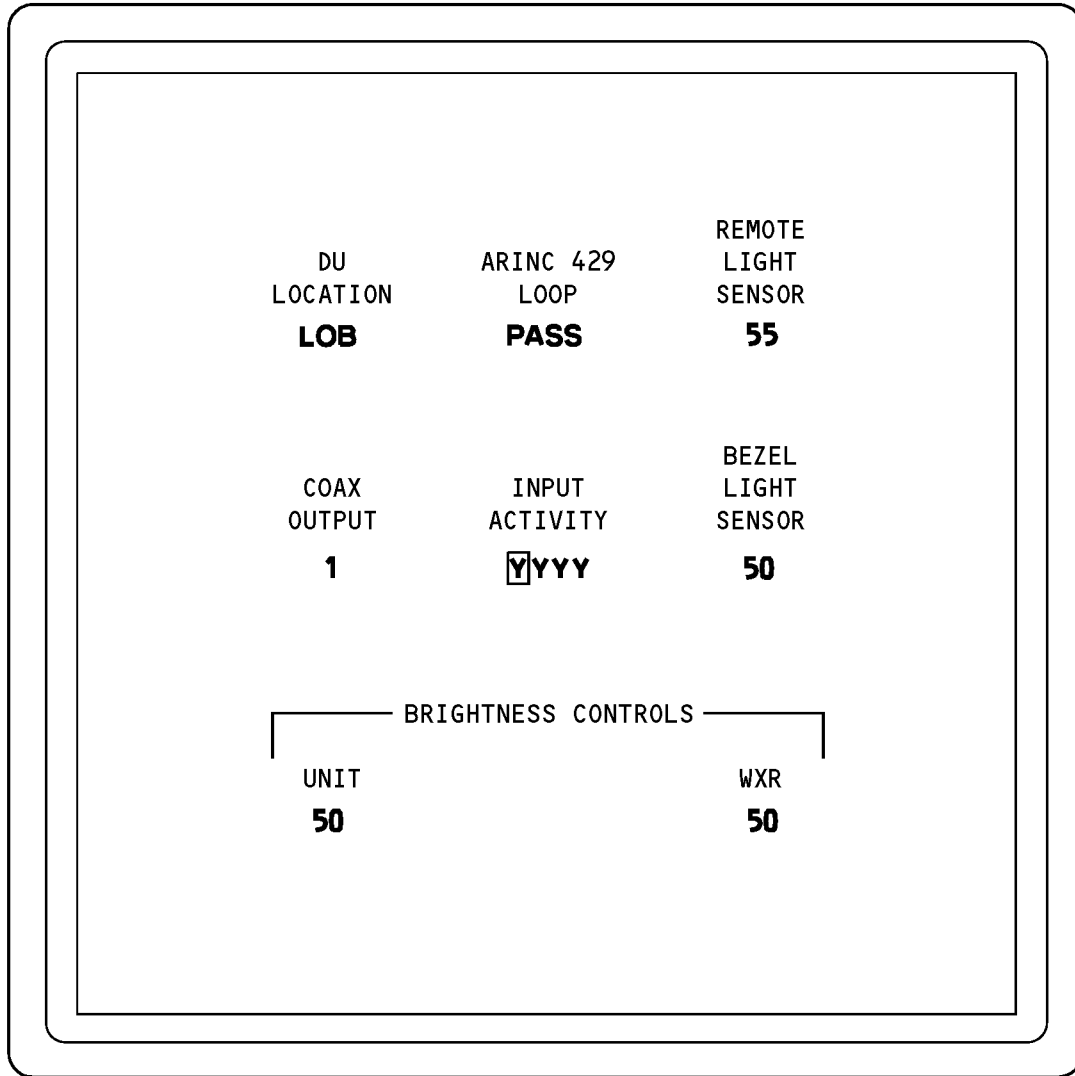 DU
LOCATION
LOB
ARINC 429
LOOP
PASS
REMOTE
LIGHT
SENSOR
55
COAX
OUTPUT
1
INPUT
ACTIVITY
YYYY
BEZEL
LIGHT
SENSOR
50
BRIGHTNESS CONTROLS
UNIT
50
WXR
50